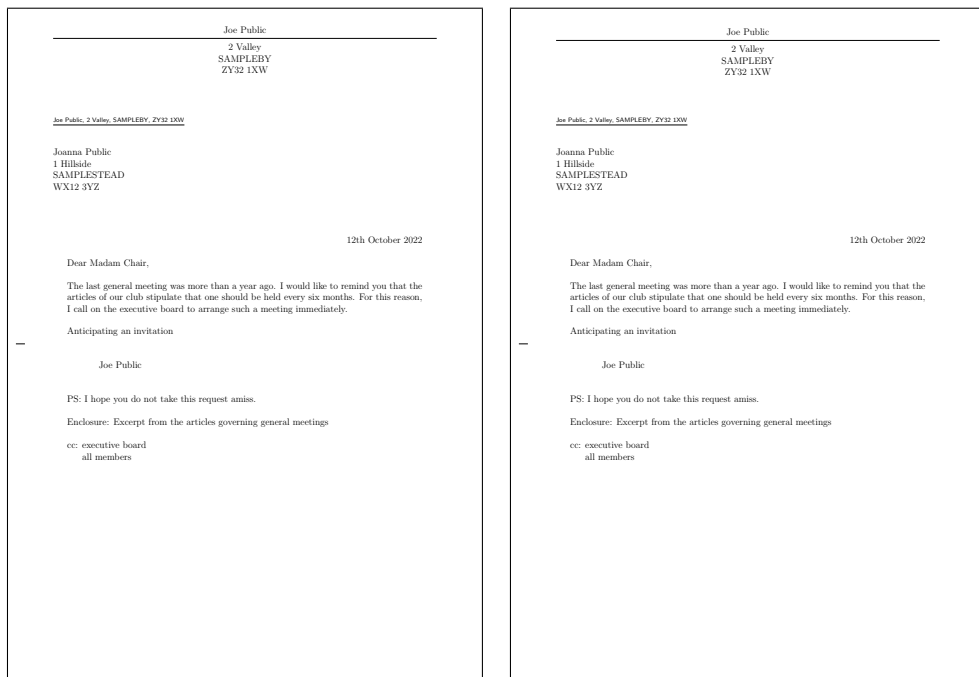 Joe Public
2 Valley
SAMPLEBY
ZY32 1XW
Joe Public, 2 Valley, SAMPLEBY, ZY32 1XW
Joanna Public
1 Hillside
SAMPLESTEAD
WX12 3YZ
12th October 2022
Dear Madam Chair,
The last general meeting was more than a year ago. I would like to remind you that the
articles of our club stipulate that one should be held every six months. For this reason,
I call on the executive board to arrange such a meeting immediately.
Anticipating an invitation
Joe Public
PS: I hope you do not take this request amiss.
Enclosure: Excerpt from the articles governing general meetings
cc: executive board
all members
Joe Public
2 Valley
SAMPLEBY
ZY32 1XW
Joe Public, 2 Valley, SAMPLEBY, ZY32 1XW
Joanna Public
1 Hillside
SAMPLESTEAD
WX12 3YZ
12th October 2022
Dear Madam Chair,
The last general meeting was more than a year ago. I would like to remind you that the
articles of our club stipulate that one should be held every six months. For this reason,
I call on the executive board to arrange such a meeting immediately.
Anticipating an invitation
Joe Public
PS: I hope you do not take this request amiss.
Enclosure: Excerpt from the articles governing general meetings
cc: executive board
all members